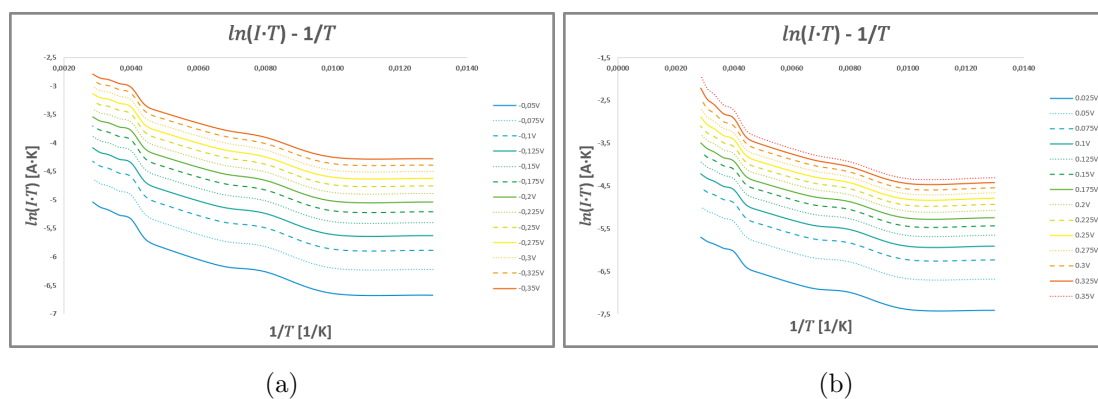 ln(I·T) - 1/T
-2,5
0,0020 0,0040 0,0060 0,0080 0,0100 0,0120 0,0140
-3
-3,5
-4
-4,5
-5
-5,5
-6
-6,5
-7
ln(I·T) [A·K]
1/T [1/K]
-0,05V
-0,075V
-0,1V
-0,125V
-0,15V
-0,175V
-0,2V
-0,225V
-0,25V
-0,275V
-0,3V
-0,325V
-0,35V
(a)
ln(I·T) - 1/T
-1,5
0,0020 0,0040 0,0060 0,0080 0,0100 0,0120 0,0140
-2,5
-3,5
-4,5
-5,5
-6,5
-7,5
ln(I·T) [A·K]
1/T [1/K]
0.025V
0.05V
0.075V
0.1V
0.125V
0.15V
0.175V
0.2V
0.225V
0.25V
0.275V
0.3V
0.325V
0.35V
(b)